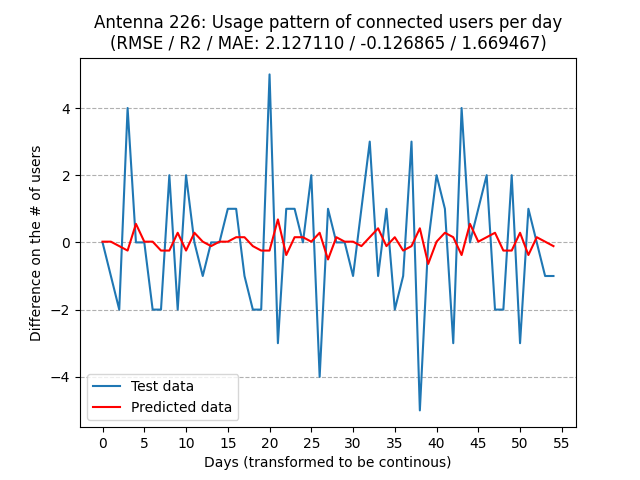 Antenna 226: Usage pattern of connected users per day
(RMSE / R2 / MAE: 2.127110 / -0.126865 / 1.669467)
Difference on the # of users
4
2
0
−2
−4
Test data
Predicted data
0 5 10 15 20 25 30 35 40 45 50 55
Days (transformed to be continous)